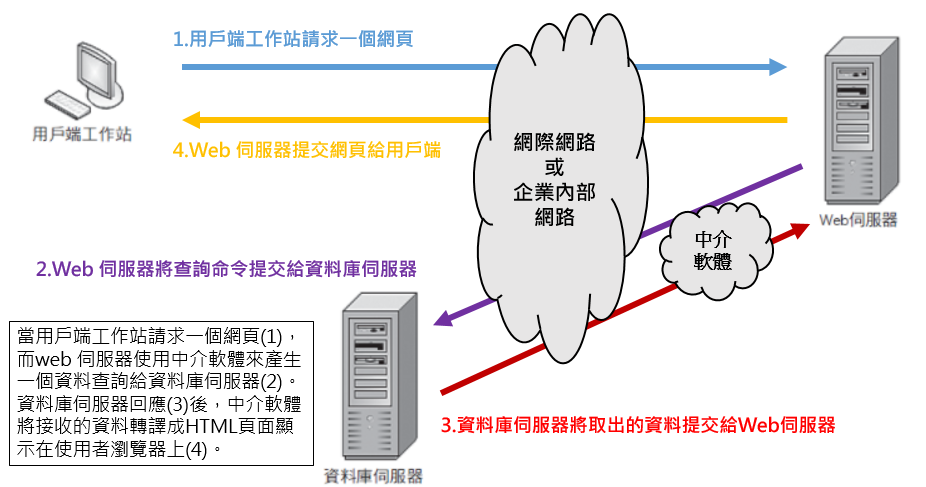 1.用戶端工作站請求一個網頁
用戶端工作站
4.Web 伺服器提交網頁給用戶端
網際網路
或
企業內部
網路
Web伺服器
中介
軟體
2.Web 伺服器將查詢命令提交給資料庫伺服器
當用戶端工作站請求一個網頁(1)，
而web 伺服器使用中介軟體來產生
一個資料查詢給資料庫伺服器(2)。
資料庫伺服器回應(3)後，中介軟體
將接收的資料轉譯成HTML頁面顯
示在使用者瀏覽器上(4)。
3.資料庫伺服器將取出的資料提交給Web伺服器
資料庫伺服器